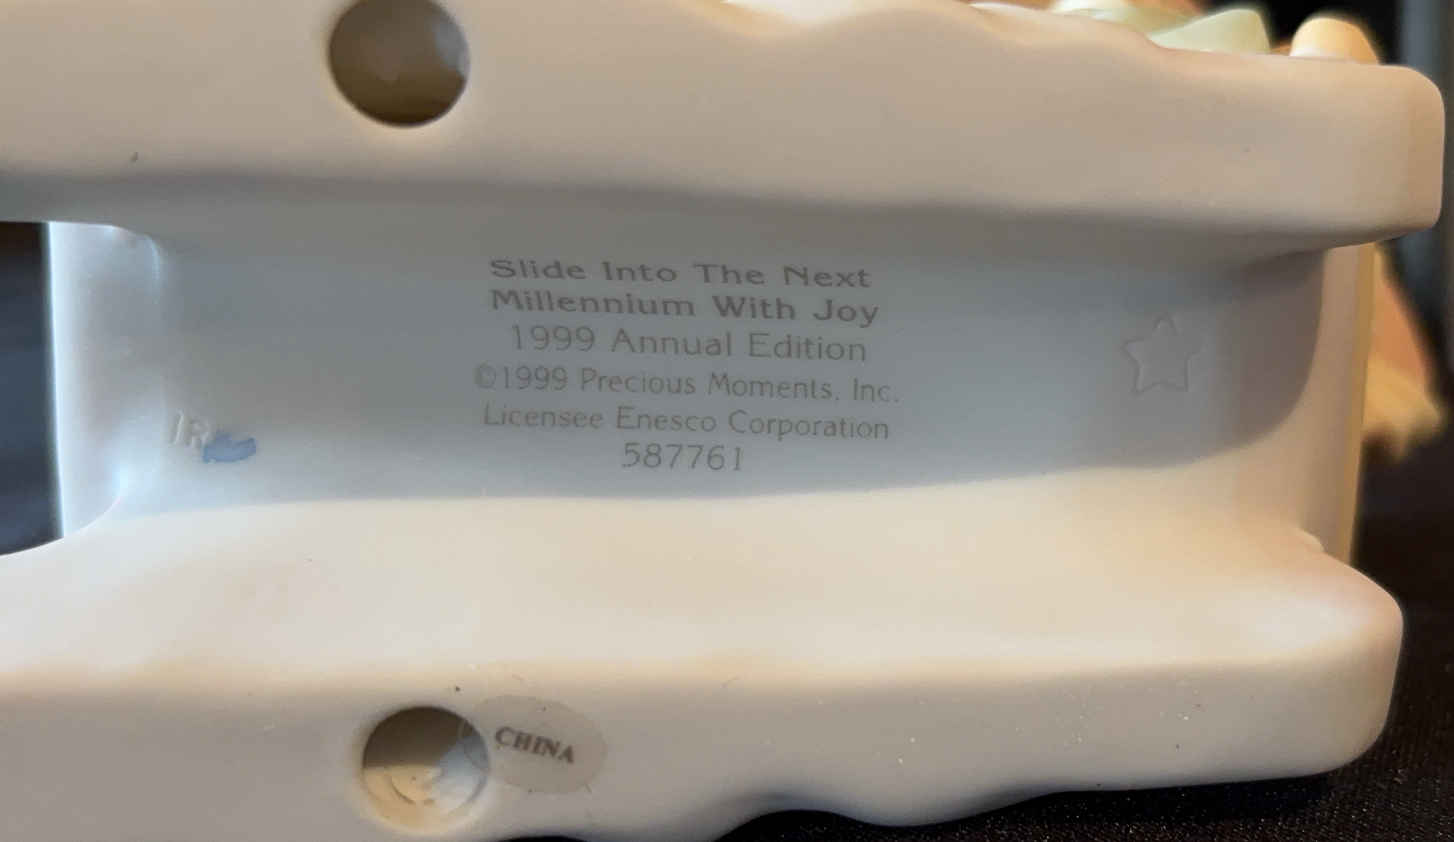 Slide Into The Next
Millennium With Joy
1999 Annual Edition
©1999 Precious Moments, Inc.
Licensee Enesco Corporation
587761
CHINA